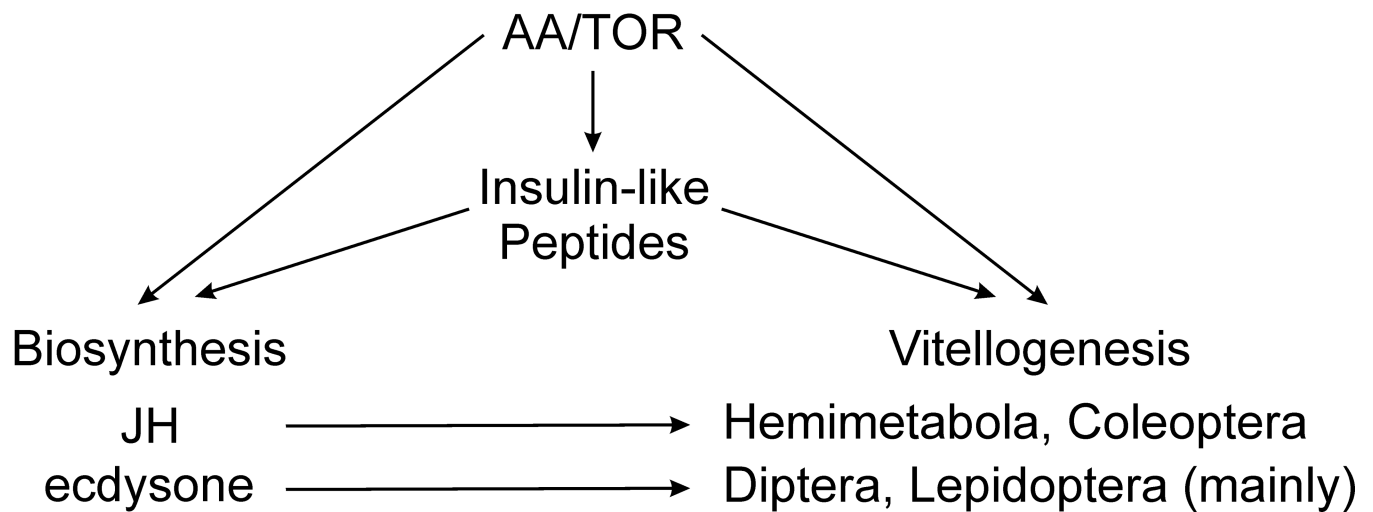 AA/TOR
Insulin-like
Peptides
Biosynthesis
Vitellogenesis
JH
Hemimetabola, Coleoptera
ecdysone
Diptera, Lepidoptera (mainly)